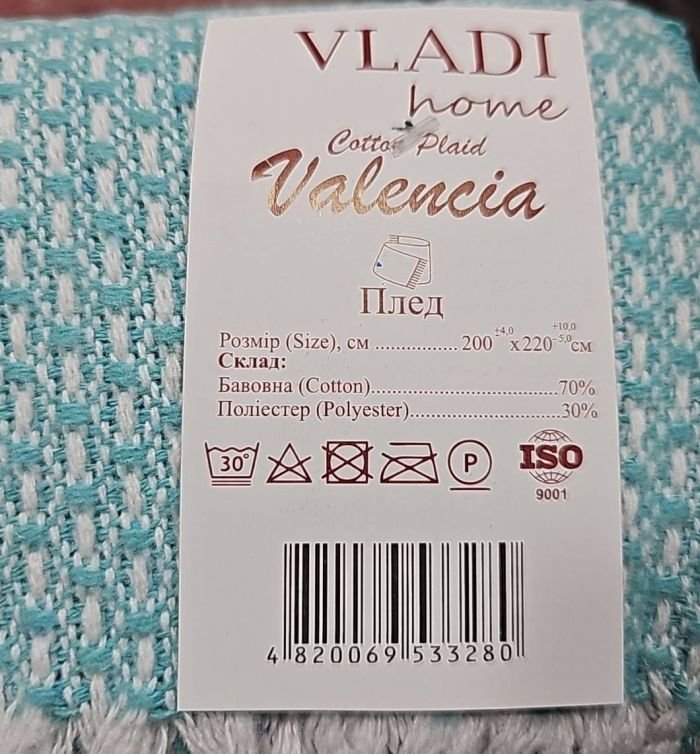 VLADI
home
Cotton Plaid
Valencia
Плед
Розмір (Size), см ................200 ±4,0 x220 +10,0 -5,0 см
Склад:
Бавовна (Cotton)....................................70%
Поліестер (Polyester)............................30%
30° P ISO
9001
4 820069 533280